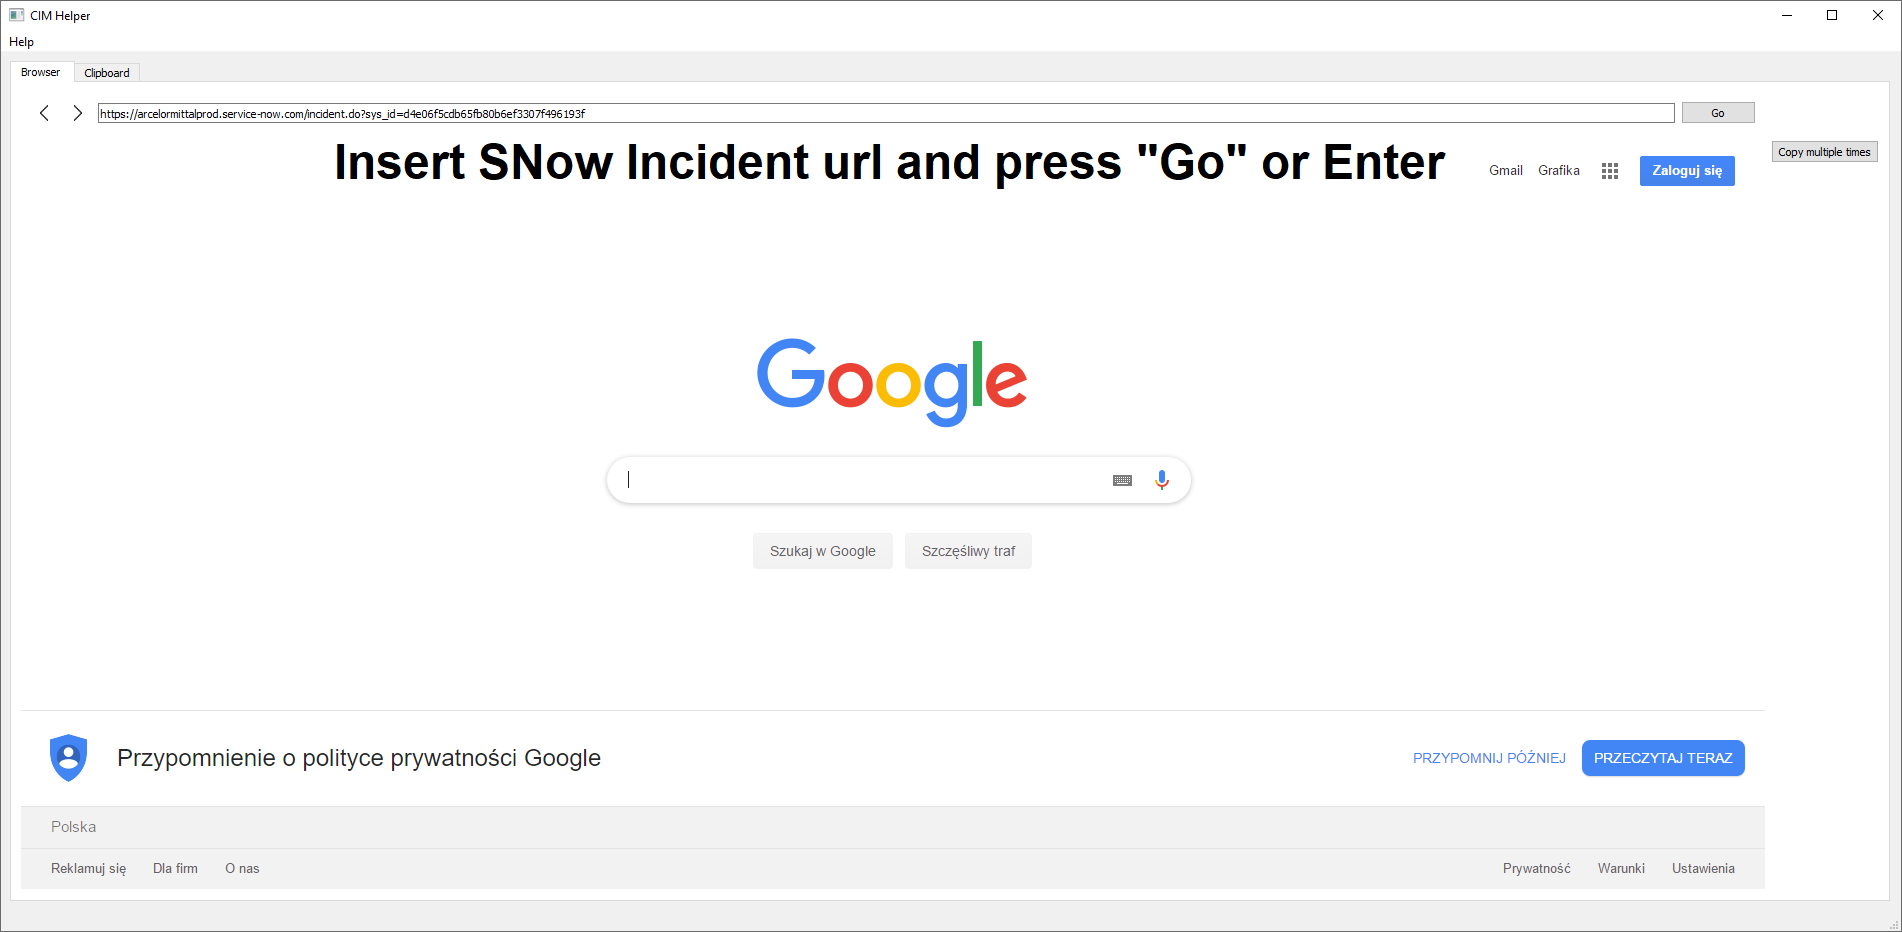 CIM Helper
Help
Browser Clipboard
https://arcelormittalprod.service-now.com/incident.do?sys_id=d4e06f5cdb65fb80b6ef3307f496193f Go
Insert SNow Incident url and press "Go" or Enter
Copy multiple times
Gmail Grafika Zaloguj się
Google
Szukaj w Google Szczęśliwy traf
Przypomnienie o polityce prywatności Google PRZYPOMNIJ PÓŹNIEJ PRZECZYTAJ TERAZ
Polska
Reklamuj się Dla firm O nas Prywatność Warunki Ustawienia